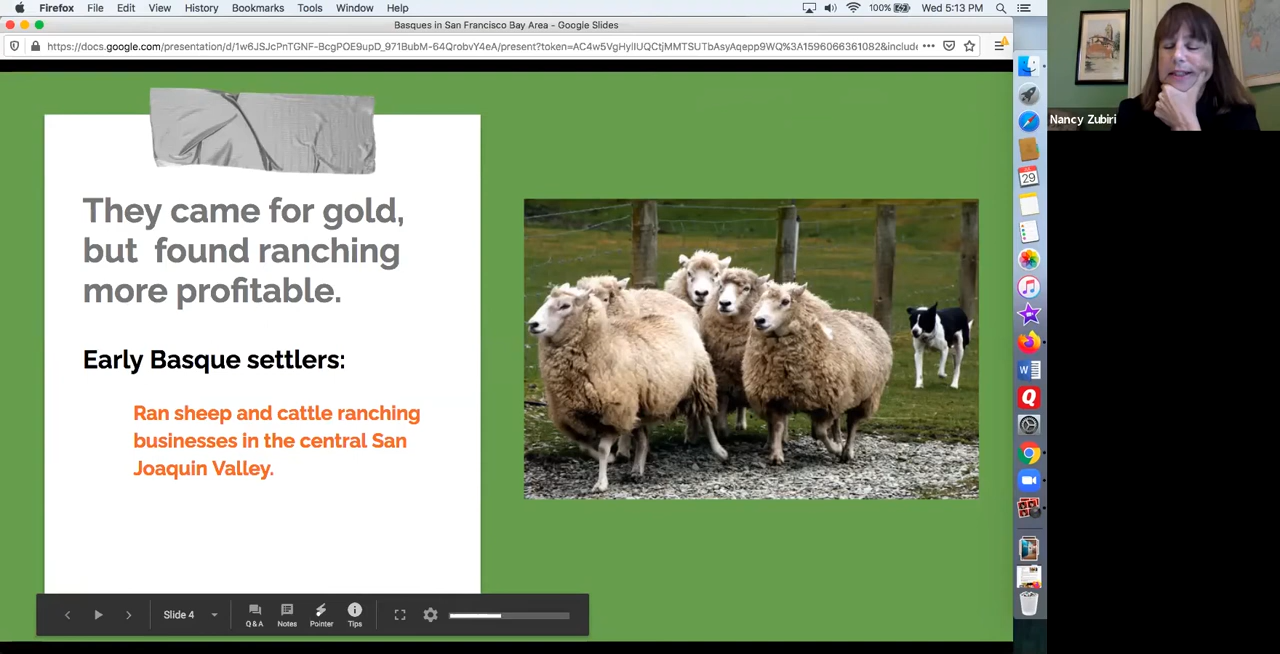 Firefox File Edit View History Bookmarks Tools Window Help 100% Wed 5:13 PM
Basques in San Francisco Bay Area - Google Slides
https://docs.google.com/presentation/d/1w6JSJcPnTGNF-BcgPOE9upD_971BubM-64QrobvY4eA/present?token=AC4w5VgHylIUQCtjMMTSUTbAsyAqepp9WQ%3A1596066361082&include
Nancy Zubiri
29
They came for gold,
but found ranching
more profitable.
Early Basque settlers:
Ran sheep and cattle ranching
businesses in the central San
Joaquin Valley.
Slide 4
Q&A Notes Pointer Tips